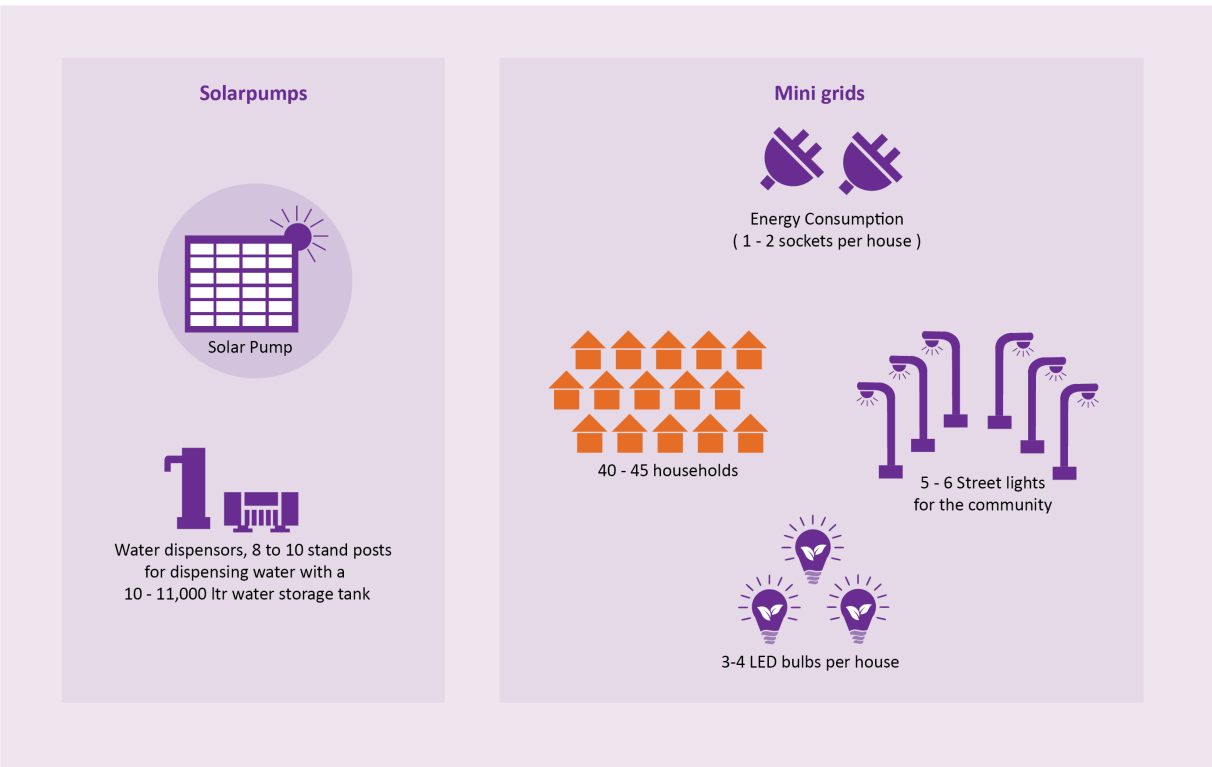 Solarpumps
Solar Pump
Water dispensors, 8 to 10 stand posts
for dispensing water with a
10 - 11,000 ltr water storage tank
Mini grids
Energy Consumption
( 1 - 2 sockets per house )
40 - 45 households
5 - 6 Street lights
for the community
3-4 LED bulbs per house